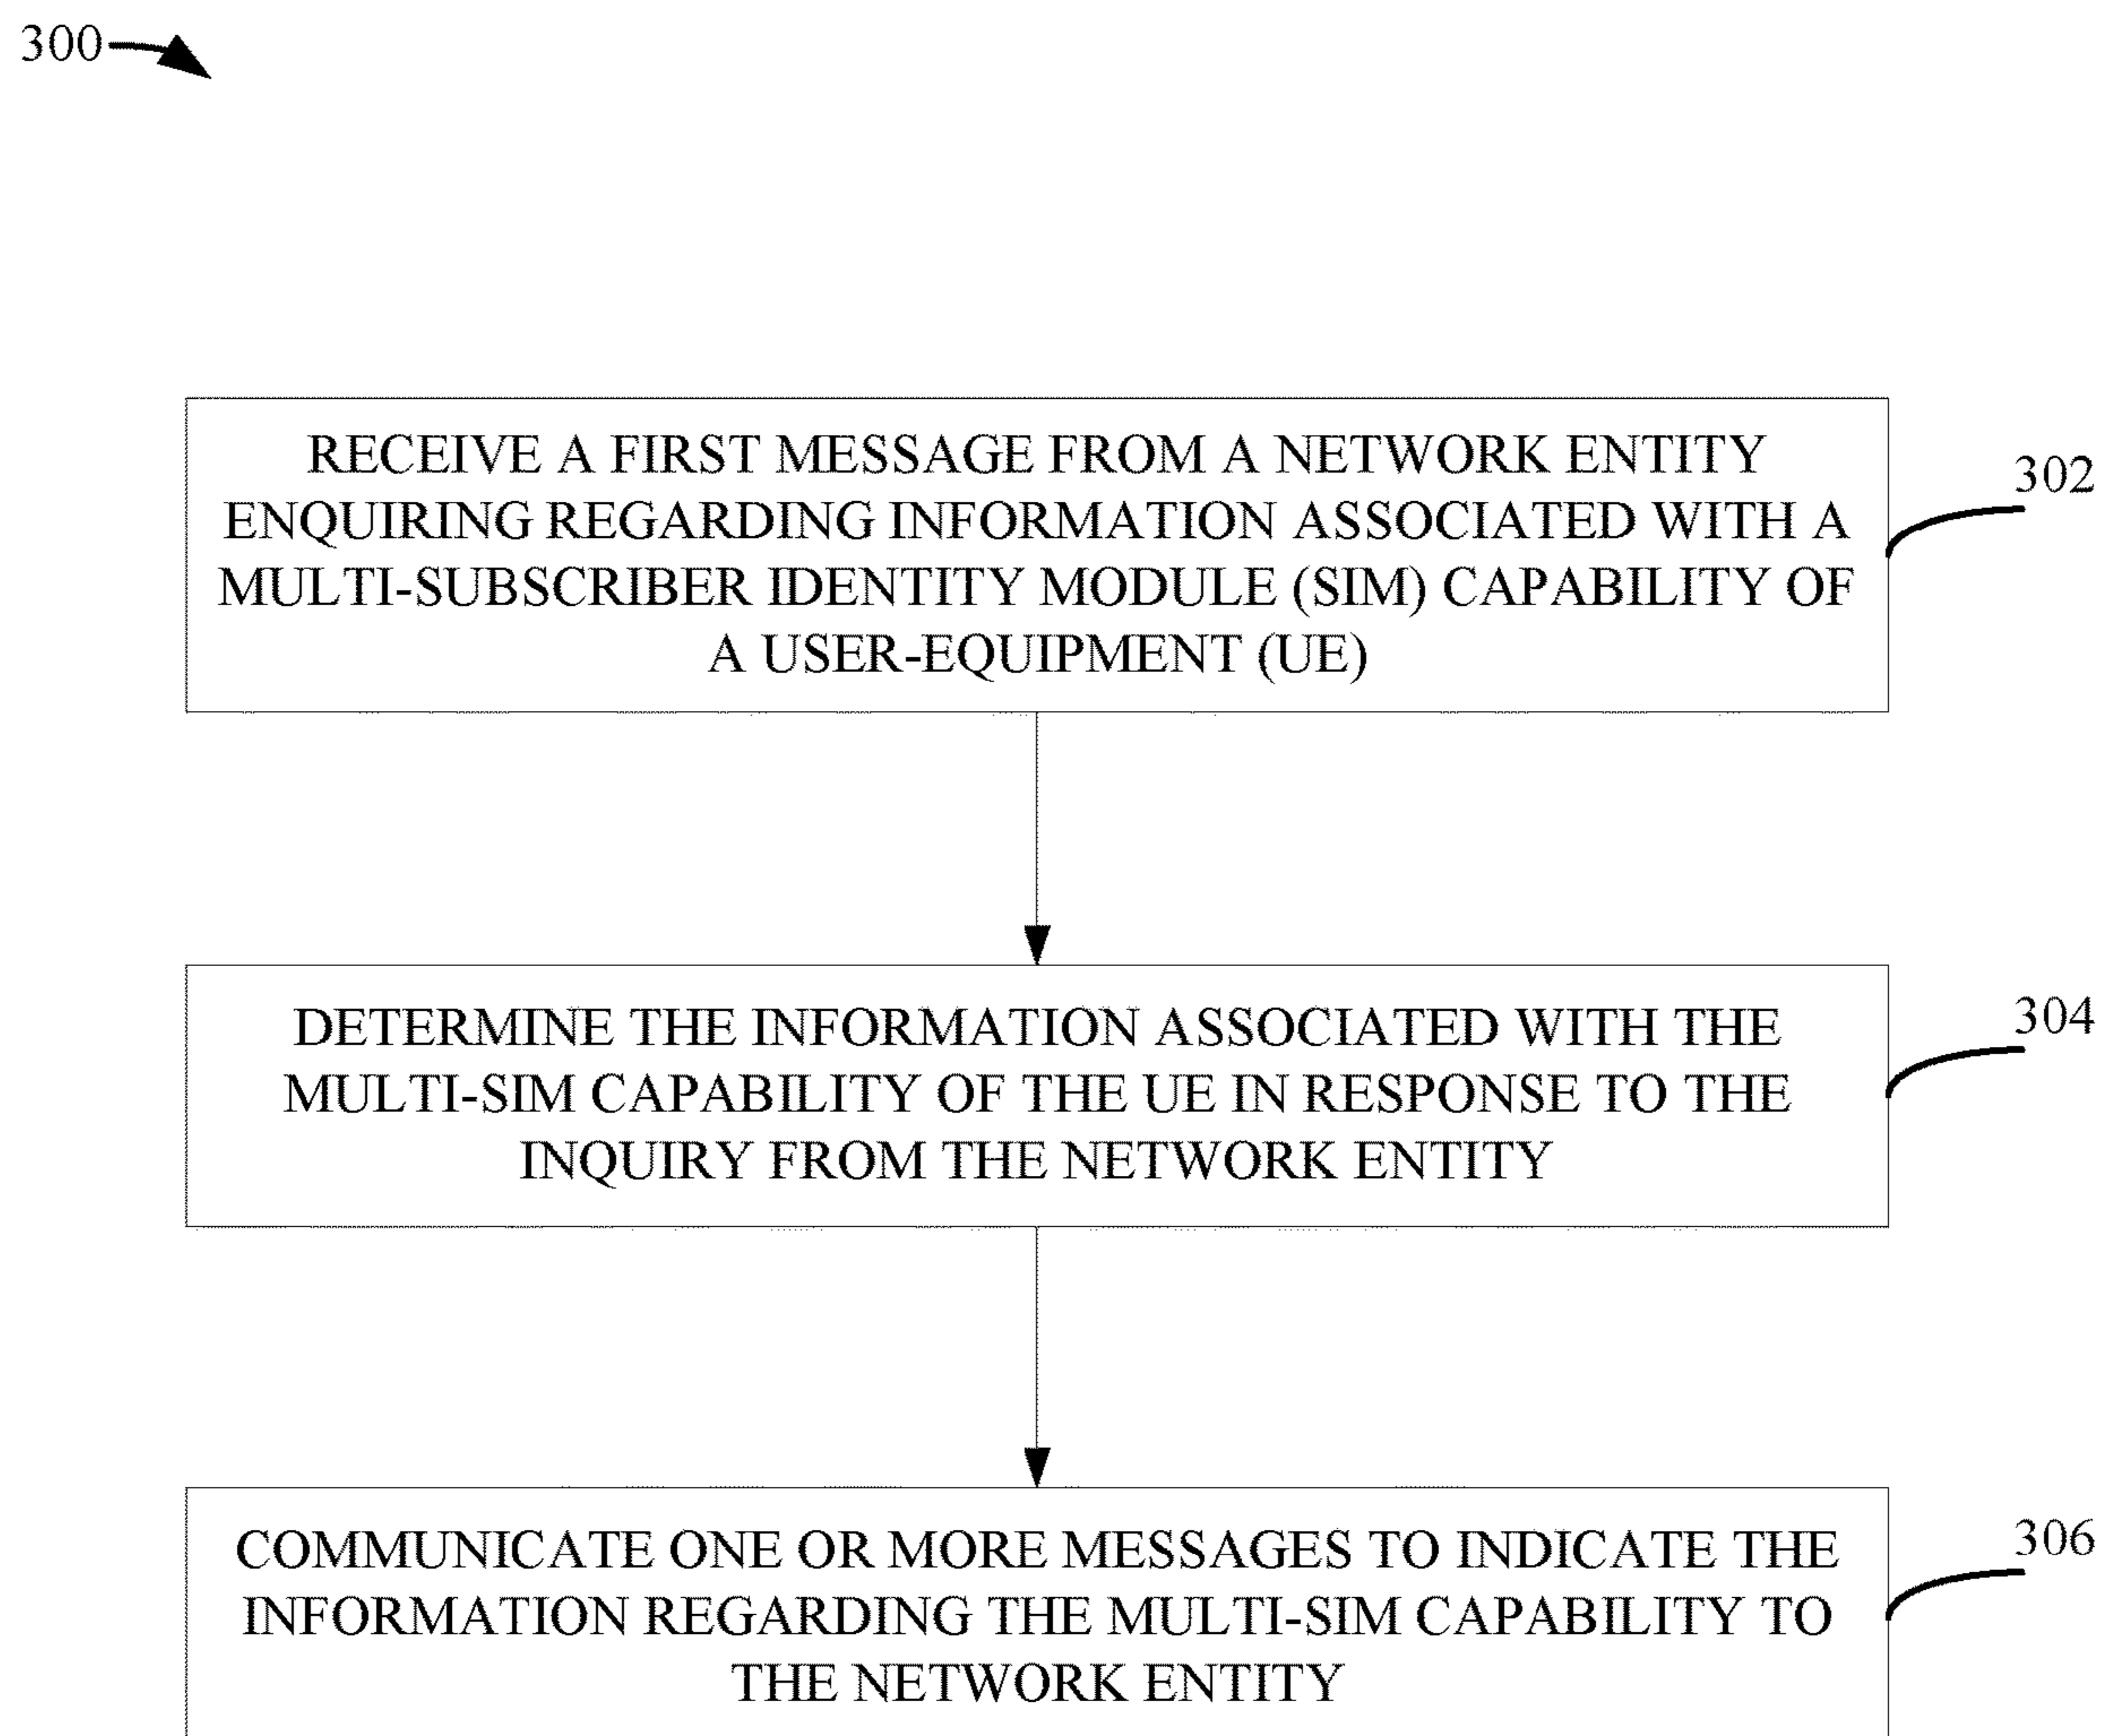 300
RECEIVE A FIRST MESSAGE FROM A NETWORK ENTITY
ENQUIRING REGARDING INFORMATION ASSOCIATED WITH A
MULTI-SUBSCRIBER IDENTITY MODULE (SIM) CAPABILITY OF
A USER-EQUIPMENT (UE)
302
DETERMINE THE INFORMATION ASSOCIATED WITH THE
MULTI-SIM CAPABILITY OF THE UE IN RESPONSE TO THE
INQUIRY FROM THE NETWORK ENTITY
304
COMMUNICATE ONE OR MORE MESSAGES TO INDICATE THE
INFORMATION REGARDING THE MULTI-SIM CAPABILITY TO
THE NETWORK ENTITY
306